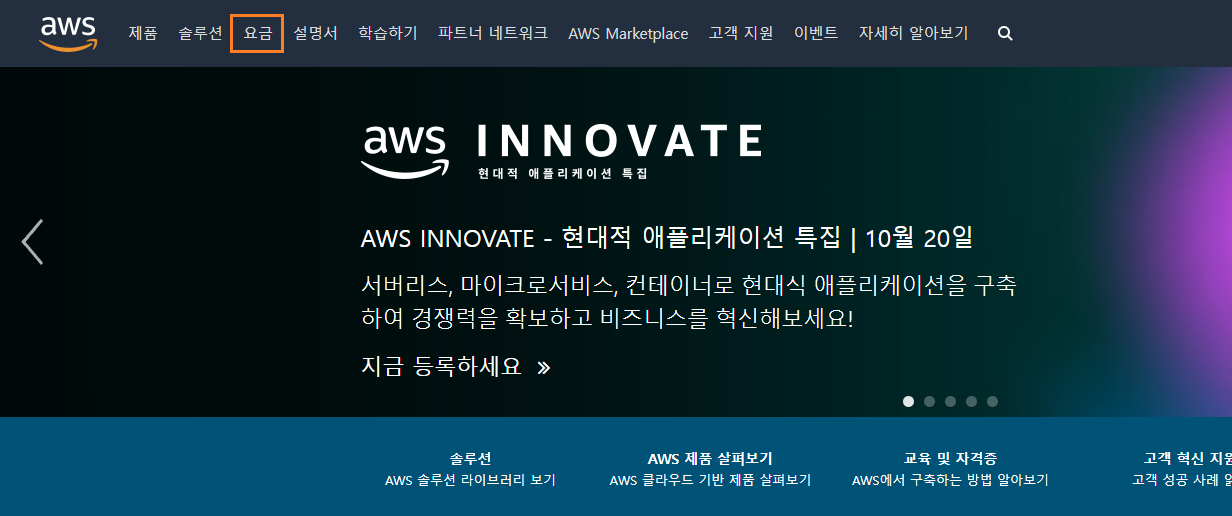 aws 제품 솔루션 요금 설명서 학습하기 파트너 네트워크 AWS Marketplace 고객 지원 이벤트 자세히 알아보기
aws INNOVATE
현대적 애플리케이션 특집
AWS INNOVATE - 현대적 애플리케이션 특집 | 10월 20일
서버리스, 마이크로서비스, 컨테이너로 현대식 애플리케이션을 구축
하여 경쟁력을 확보하고 비즈니스를 혁신해보세요!
지금 등록하세요 »
솔루션 AWS 제품 살펴보기 교육 및 자격증 고객 혁신
AWS 솔루션 라이브러리 보기 AWS 클라우드 기반 제품 살펴보기 AWS에서 구축하는 방법 알아보기 고객 성공 사례